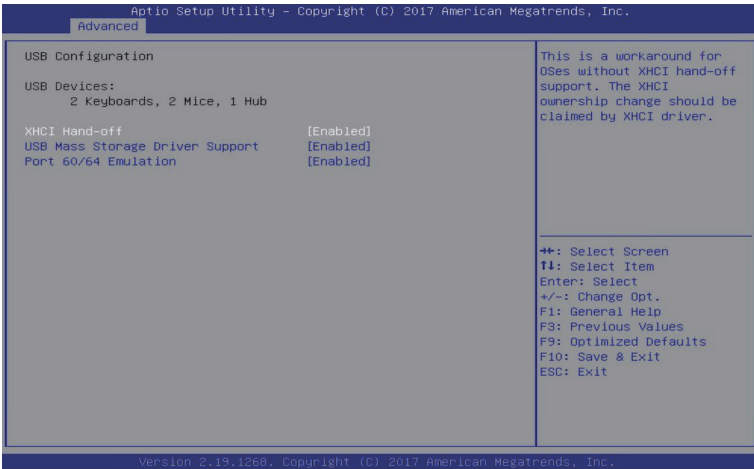 Aptio Setup Utility – Copyright (C) 2017 American Megatrends, Inc.
Advanced
USB Configuration
USB Devices:
2 Keyboards, 2 Mice, 1 Hub
XHCI Hand-off [Enabled]
USB Mass Storage Driver Support [Enabled]
Port 60/64 Emulation [Enabled]
This is a workaround for
OSes without XHCI hand-off
support. The XHCI
ownership change should be
claimed by XHCI driver.
→←: Select Screen
↑↓: Select Item
Enter: Select
+/-: Change Opt.
F1: General Help
F3: Previous Values
F9: Optimized Defaults
F10: Save & Exit
ESC: Exit
Version 2.19.1268. Copyright (C) 2017 American Megatrends, Inc.